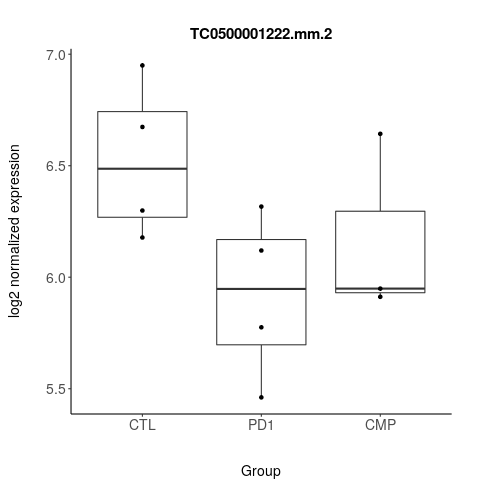 TC0500001222.mm.2
log2 normalized expression
7.0
6.5
6.0
5.5
CTL PD1 CMP
Group